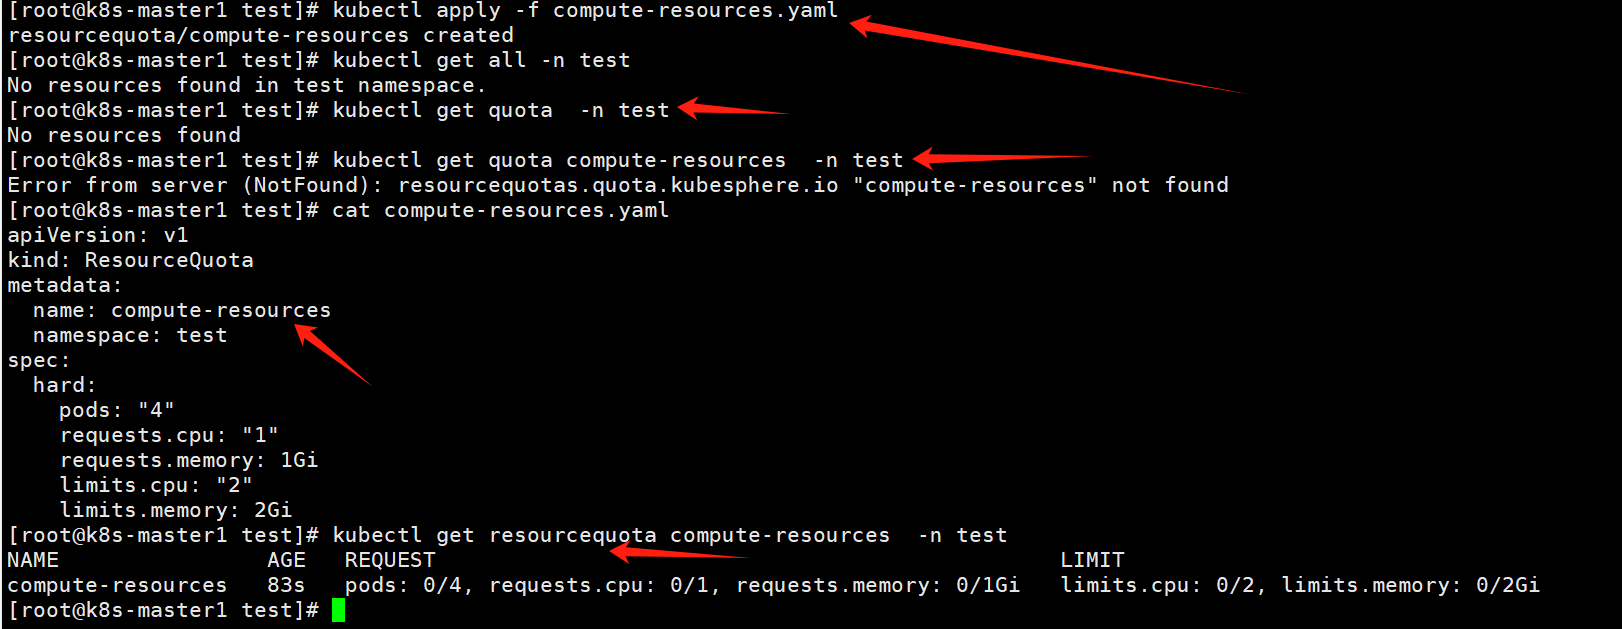 [root@k8s-master1 test]# kubectl apply -f compute-resources.yaml
resourcequota/compute-resources created
[root@k8s-master1 test]# kubectl get all -n test
No resources found in test namespace.
[root@k8s-master1 test]# kubectl get quota  -n test
No resources found
[root@k8s-master1 test]# kubectl get quota compute-resources  -n test
Error from server (NotFound): resourcequotas.quota.kubesphere.io "compute-resources" not found
[root@k8s-master1 test]# cat compute-resources.yaml
apiVersion: v1
kind: ResourceQuota
metadata:
  name: compute-resources
  namespace: test
spec:
  hard:
    pods: "4"
    requests.cpu: "1"
    requests.memory: 1Gi
    limits.cpu: "2"
    limits.memory: 2Gi
[root@k8s-master1 test]# kubectl get resourcequota compute-resources  -n test
NAME                AGE   REQUEST                                                LIMIT
compute-resources   83s   pods: 0/4, requests.cpu: 0/1, requests.memory: 0/1Gi   limits.cpu: 0/2, limits.memory: 0/2Gi
[root@k8s-master1 test]#